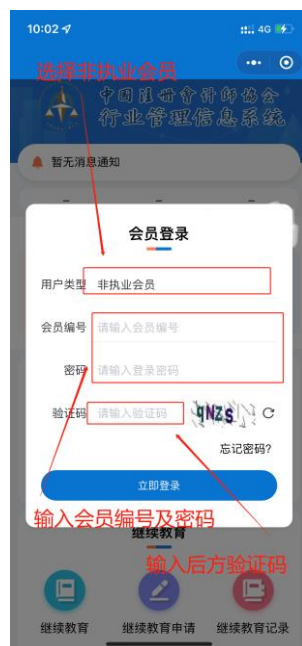 10:02
4G
选择非执业会员
中国注册会计师协会
行业管理信息系统
暂无消息通知
会员登录
用户类型 非执业会员
会员编号 请输入会员编号
密码 请输入登录密码
验证码 请输入验证码 qNZS
忘记密码?
立即登录
输入会员编号及密码
继续教育
输入后方验证码
继续教育 继续教育申请 继续教育记录